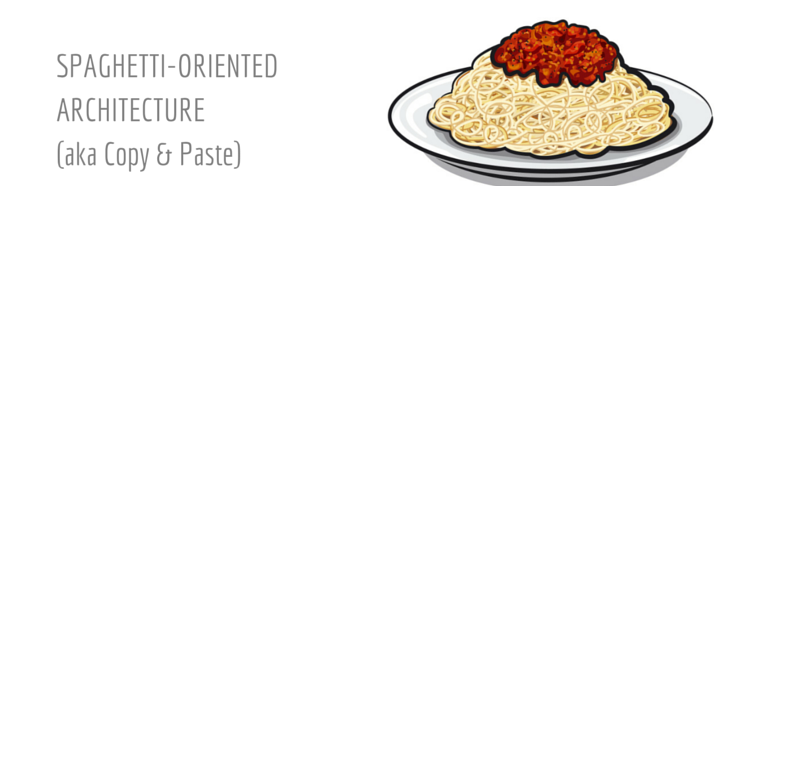 SPAGHETTI-ORIENTED
ARCHITECTURE
(aka Copy & Paste)